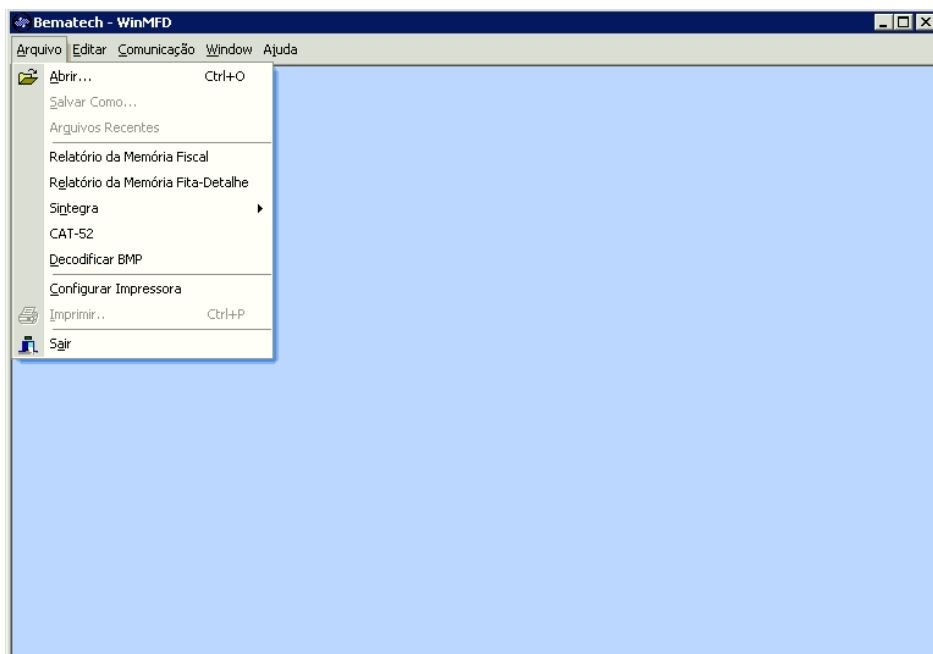 Bematech - WinMFD
Arquivo Editar Comunicação Window Ajuda
Abrir... Ctrl+O
Salvar Como...
Arquivos Recentes
Relatório da Memória Fiscal
Relatório da Memória Fita-Detalhe
Sintegra
CAT-52
Decodificar BMP
Configurar Impressora
Imprimir.. Ctrl+P
Sair